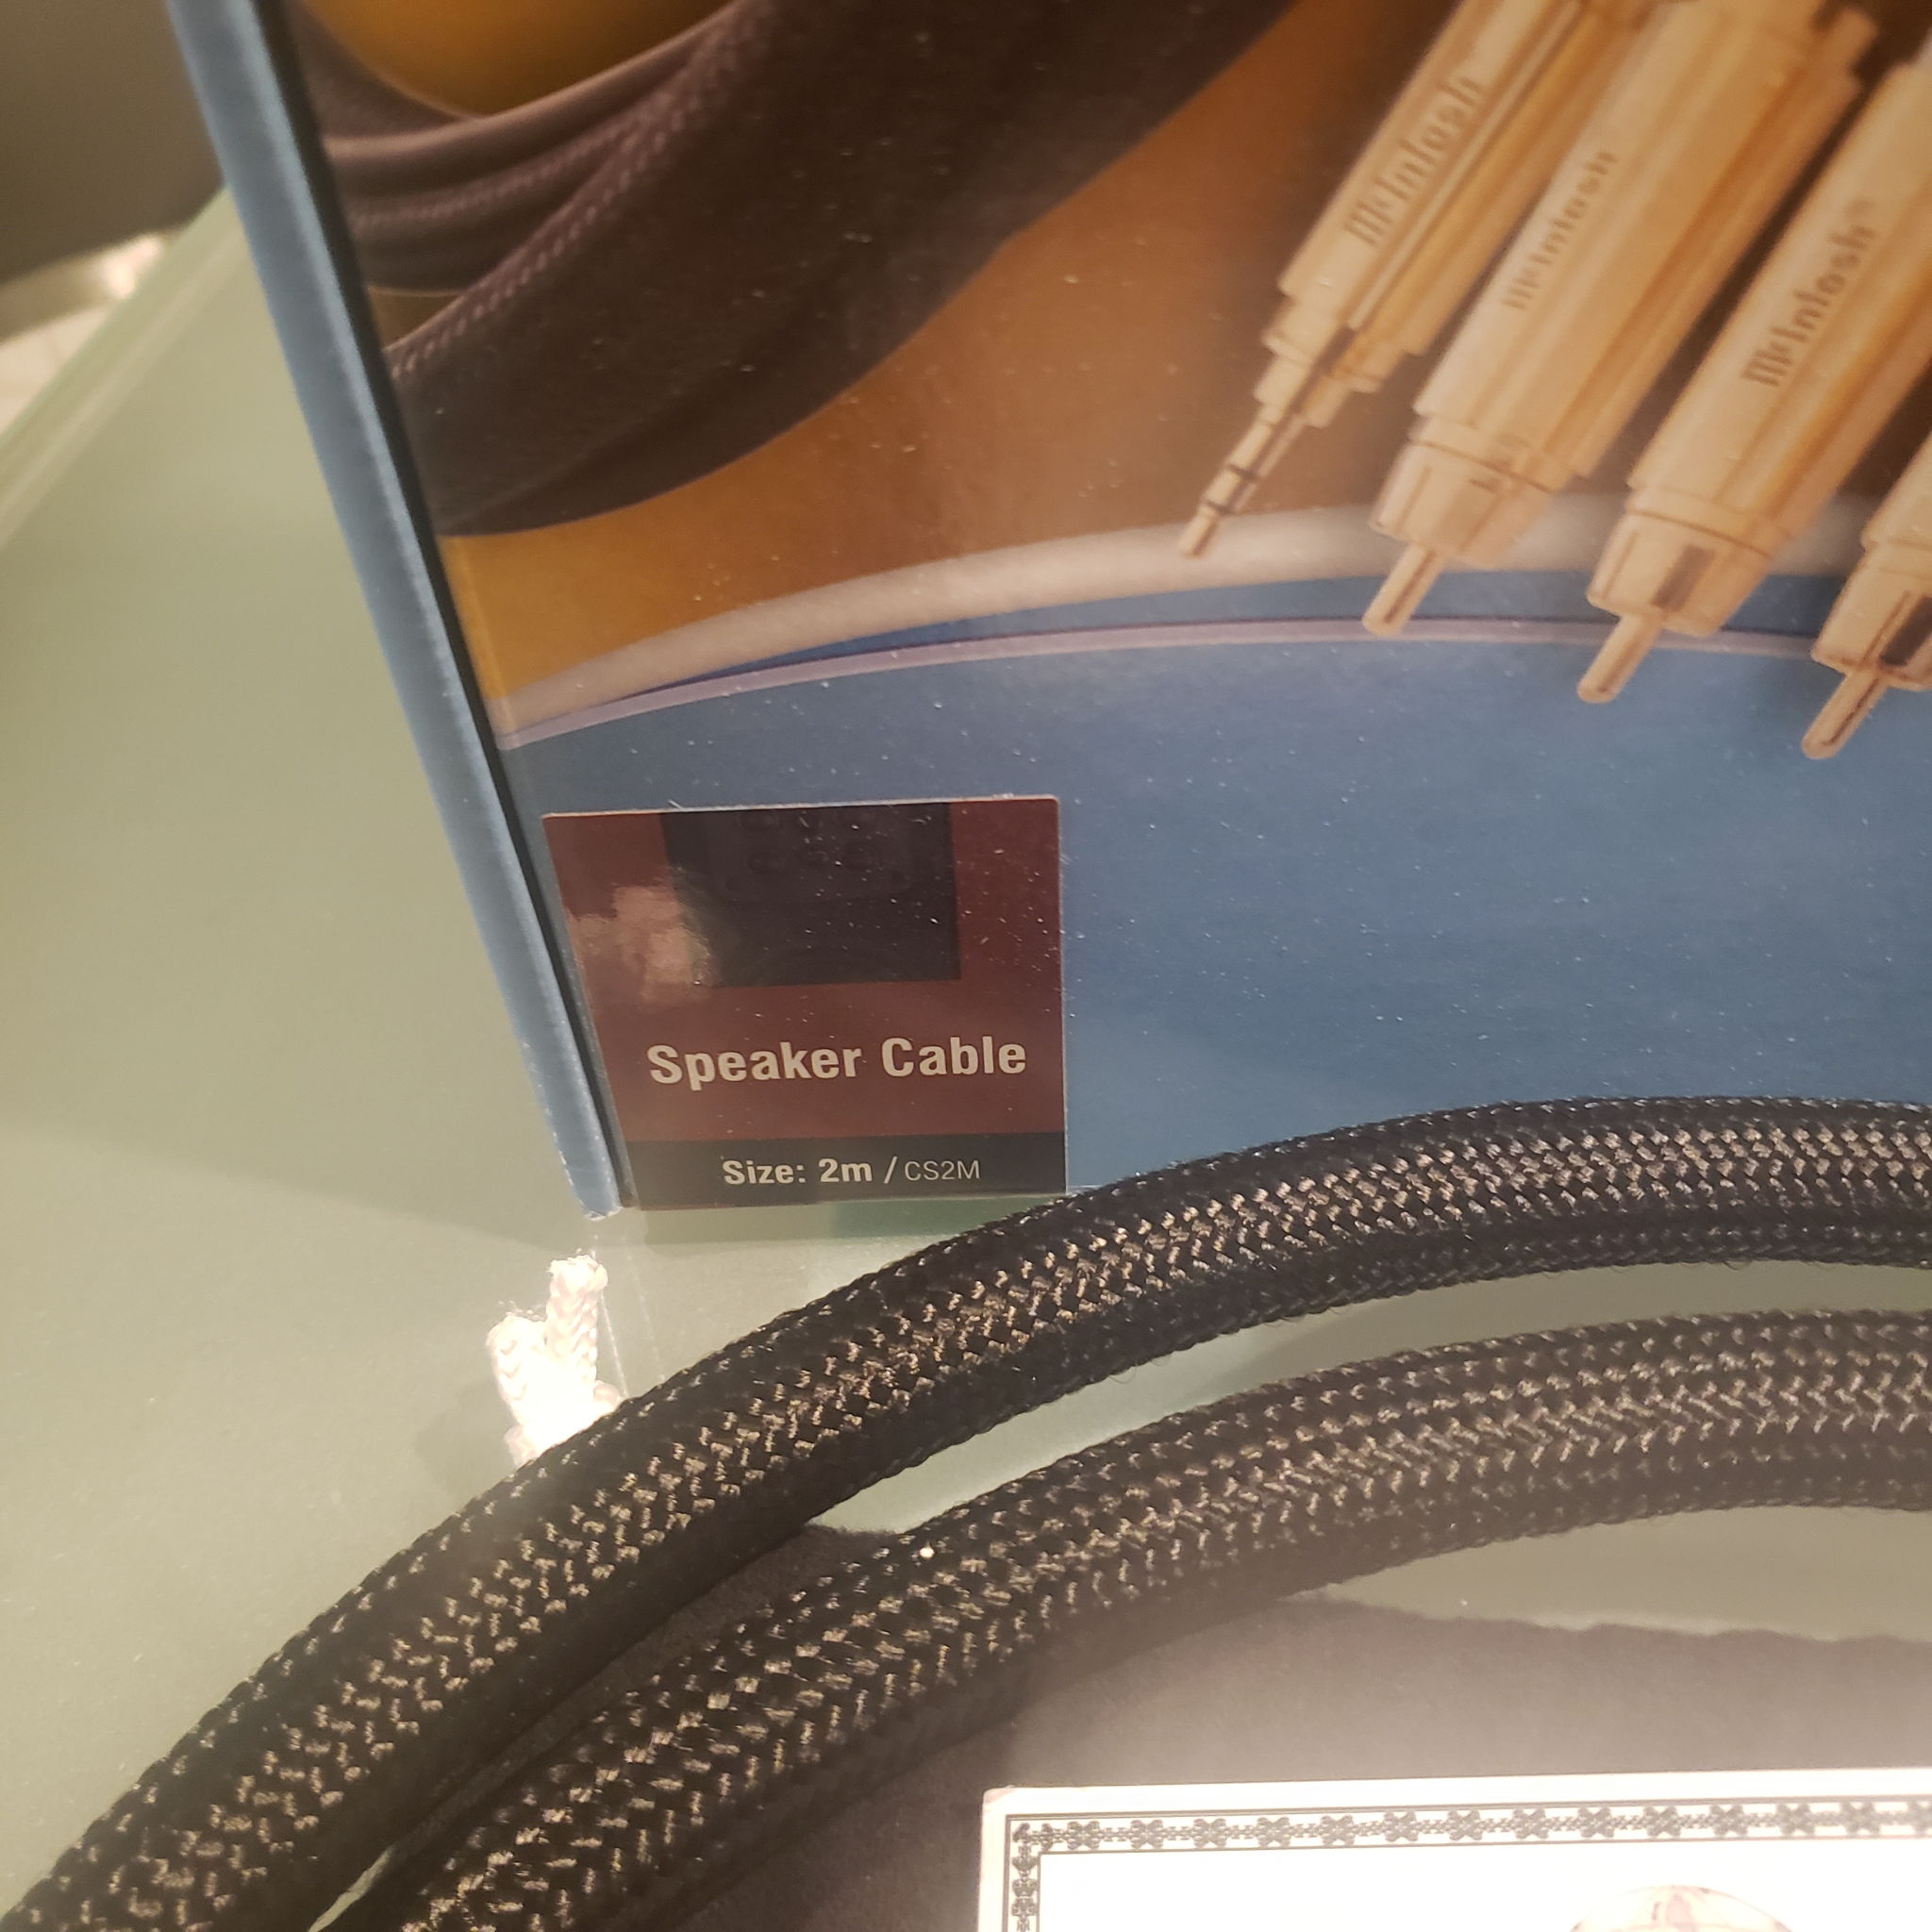 McIntosh
McIntosh
McIntosh®
Speaker Cable
Size: 2m / CS2M